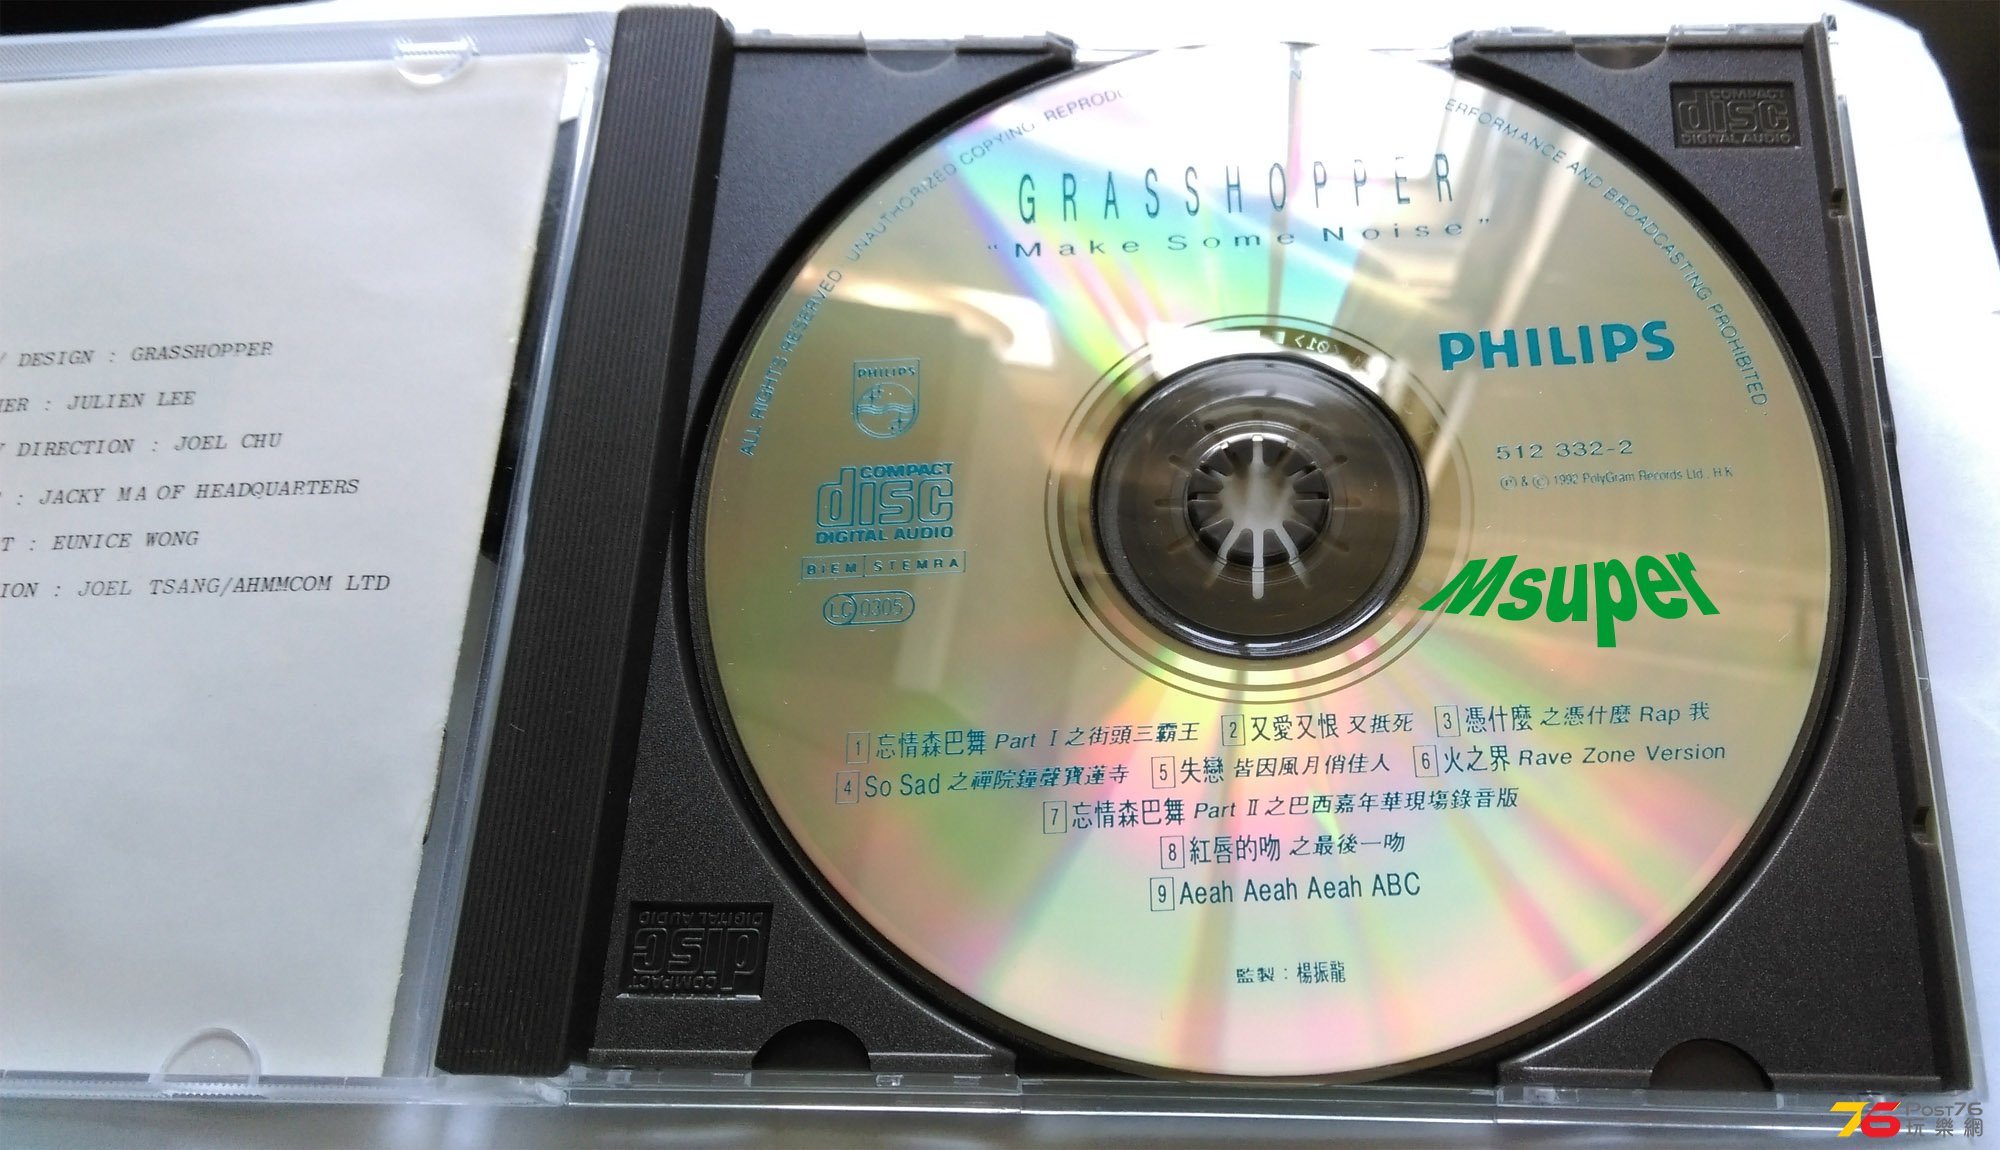 / DESIGN : GRASSHOPPER
HER : JULIEN LEE
Y DIRECTION : JOEL CHU
: JACKY MA OF HEADQUARTERS
T : EUNICE WONG
ION : JOEL TSANG/AHMMCOM LTD
ALL RIGHTS RESERVED · UNAUTHORIZED COPYING REPRODU
ERFORMANCE AND BROADCASTING PROHIBITED ·
GRASSHOPPER
"Make Some Noise"
PHILIPS
PHILIPS
512 332-2
Ⓟ & Ⓒ 1992 PolyGram Records Ltd., H.K.
COMPACT
disc
DIGITAL AUDIO
BIEM STEMRA
LC 0305
Msuper
1 忘情森巴舞 Part I 之街頭三霸王 2 又愛又恨 又抵死 3 憑什麼 之憑什麼 Rap 我
4 So Sad 之禪院鐘聲寶蓮寺 5 失戀 皆因風月俏佳人 6 火之界 Rave Zone Version
7 忘情森巴舞 Part II 之巴西嘉年華現場錄音版
8 紅唇的吻 之最後一吻
9 Aeah Aeah Aeah ABC
監製：楊振龍
COMPACT
disc
DIGITAL AUDIO
COMPACT
disc
DIGITAL AUDIO
76 POST76
玩樂網